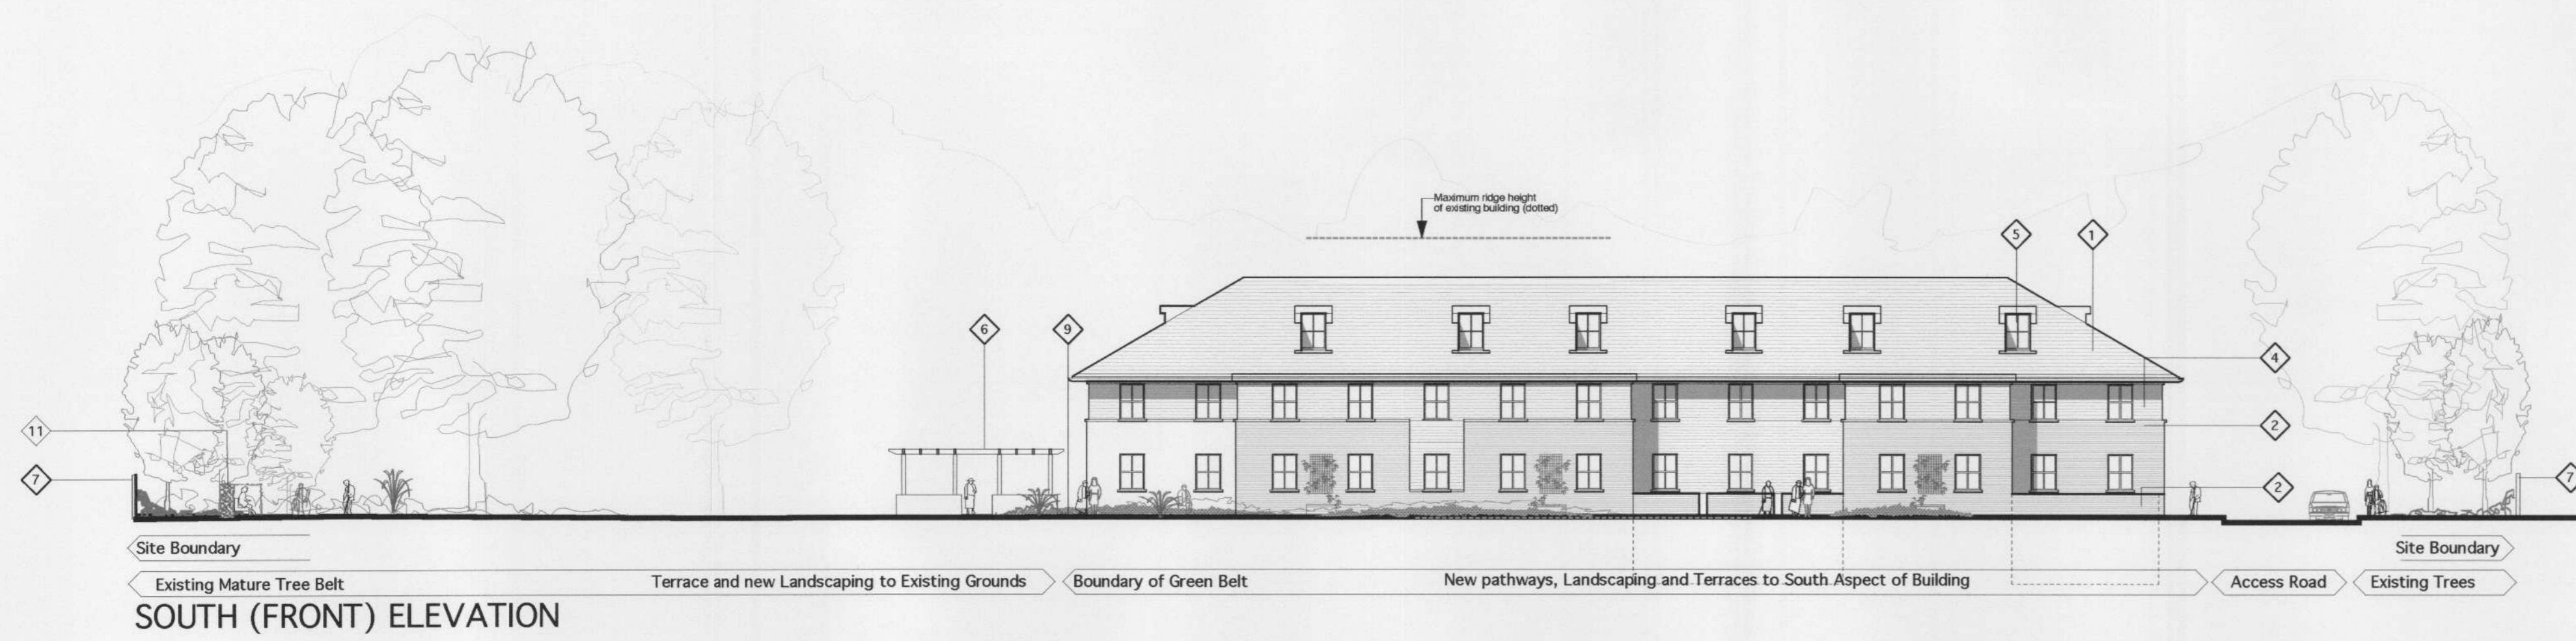 Maximum ridge height
of existing building (dotted)
5
1
6
9
4
11
2
7
2
7
Site Boundary
Site Boundary
Existing Mature Tree Belt
Terrace and new Landscaping to Existing Grounds
Boundary of Green Belt
New pathways, Landscaping and Terraces to South Aspect of Building
Access Road
Existing Trees
SOUTH (FRONT) ELEVATION